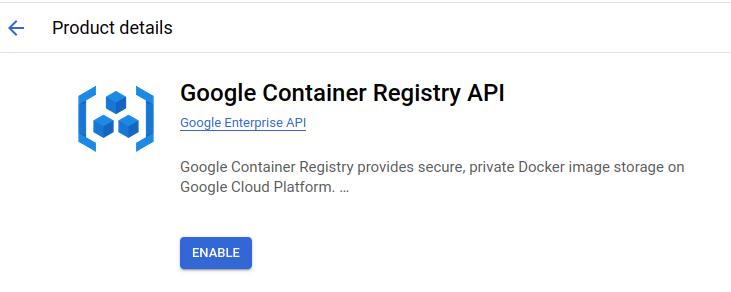 Product details
Google Container Registry API
Google Enterprise API
Google Container Registry provides secure, private Docker image storage on
Google Cloud Platform. …
ENABLE